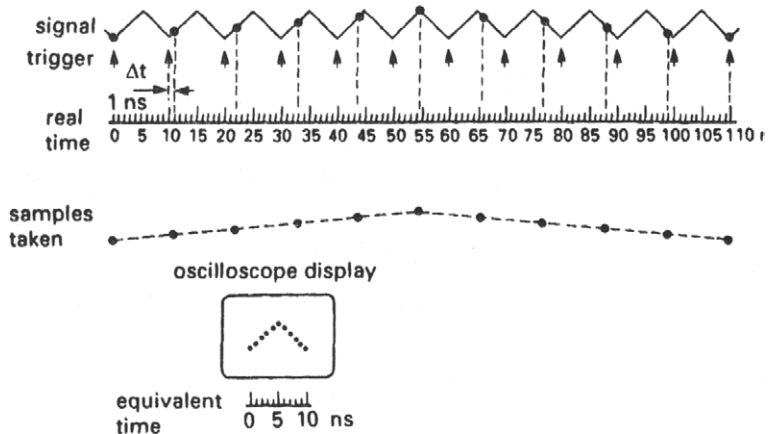 signal
trigger
Δt
1 ns
real time
0 5 10 15 20 25 30 35 40 45 50 55 65 70 75 80 85 90 95 100 105 110
samples taken
oscilloscope display
equivalent time
0 5 10 ns